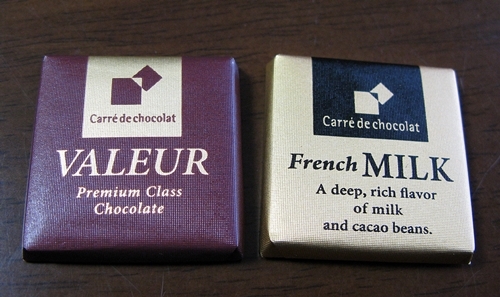 Carré de chocolat
VALEUR
Premium Class
Chocolate
Carré de chocolat
French MILK
A deep, rich flavor
of milk
and cacao beans.